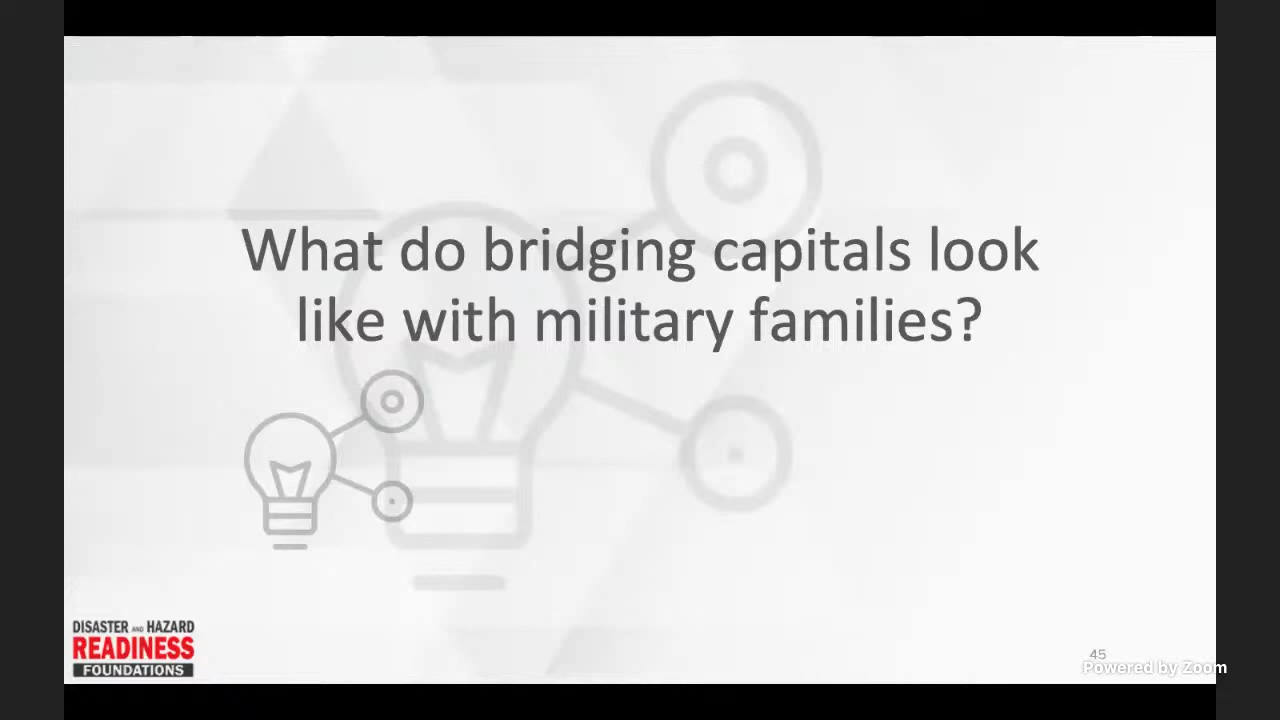 What do bridging capitals look
like with military families?
DISASTER AND HAZARD
READINESS
FOUNDATIONS
45
Powered by Zoom